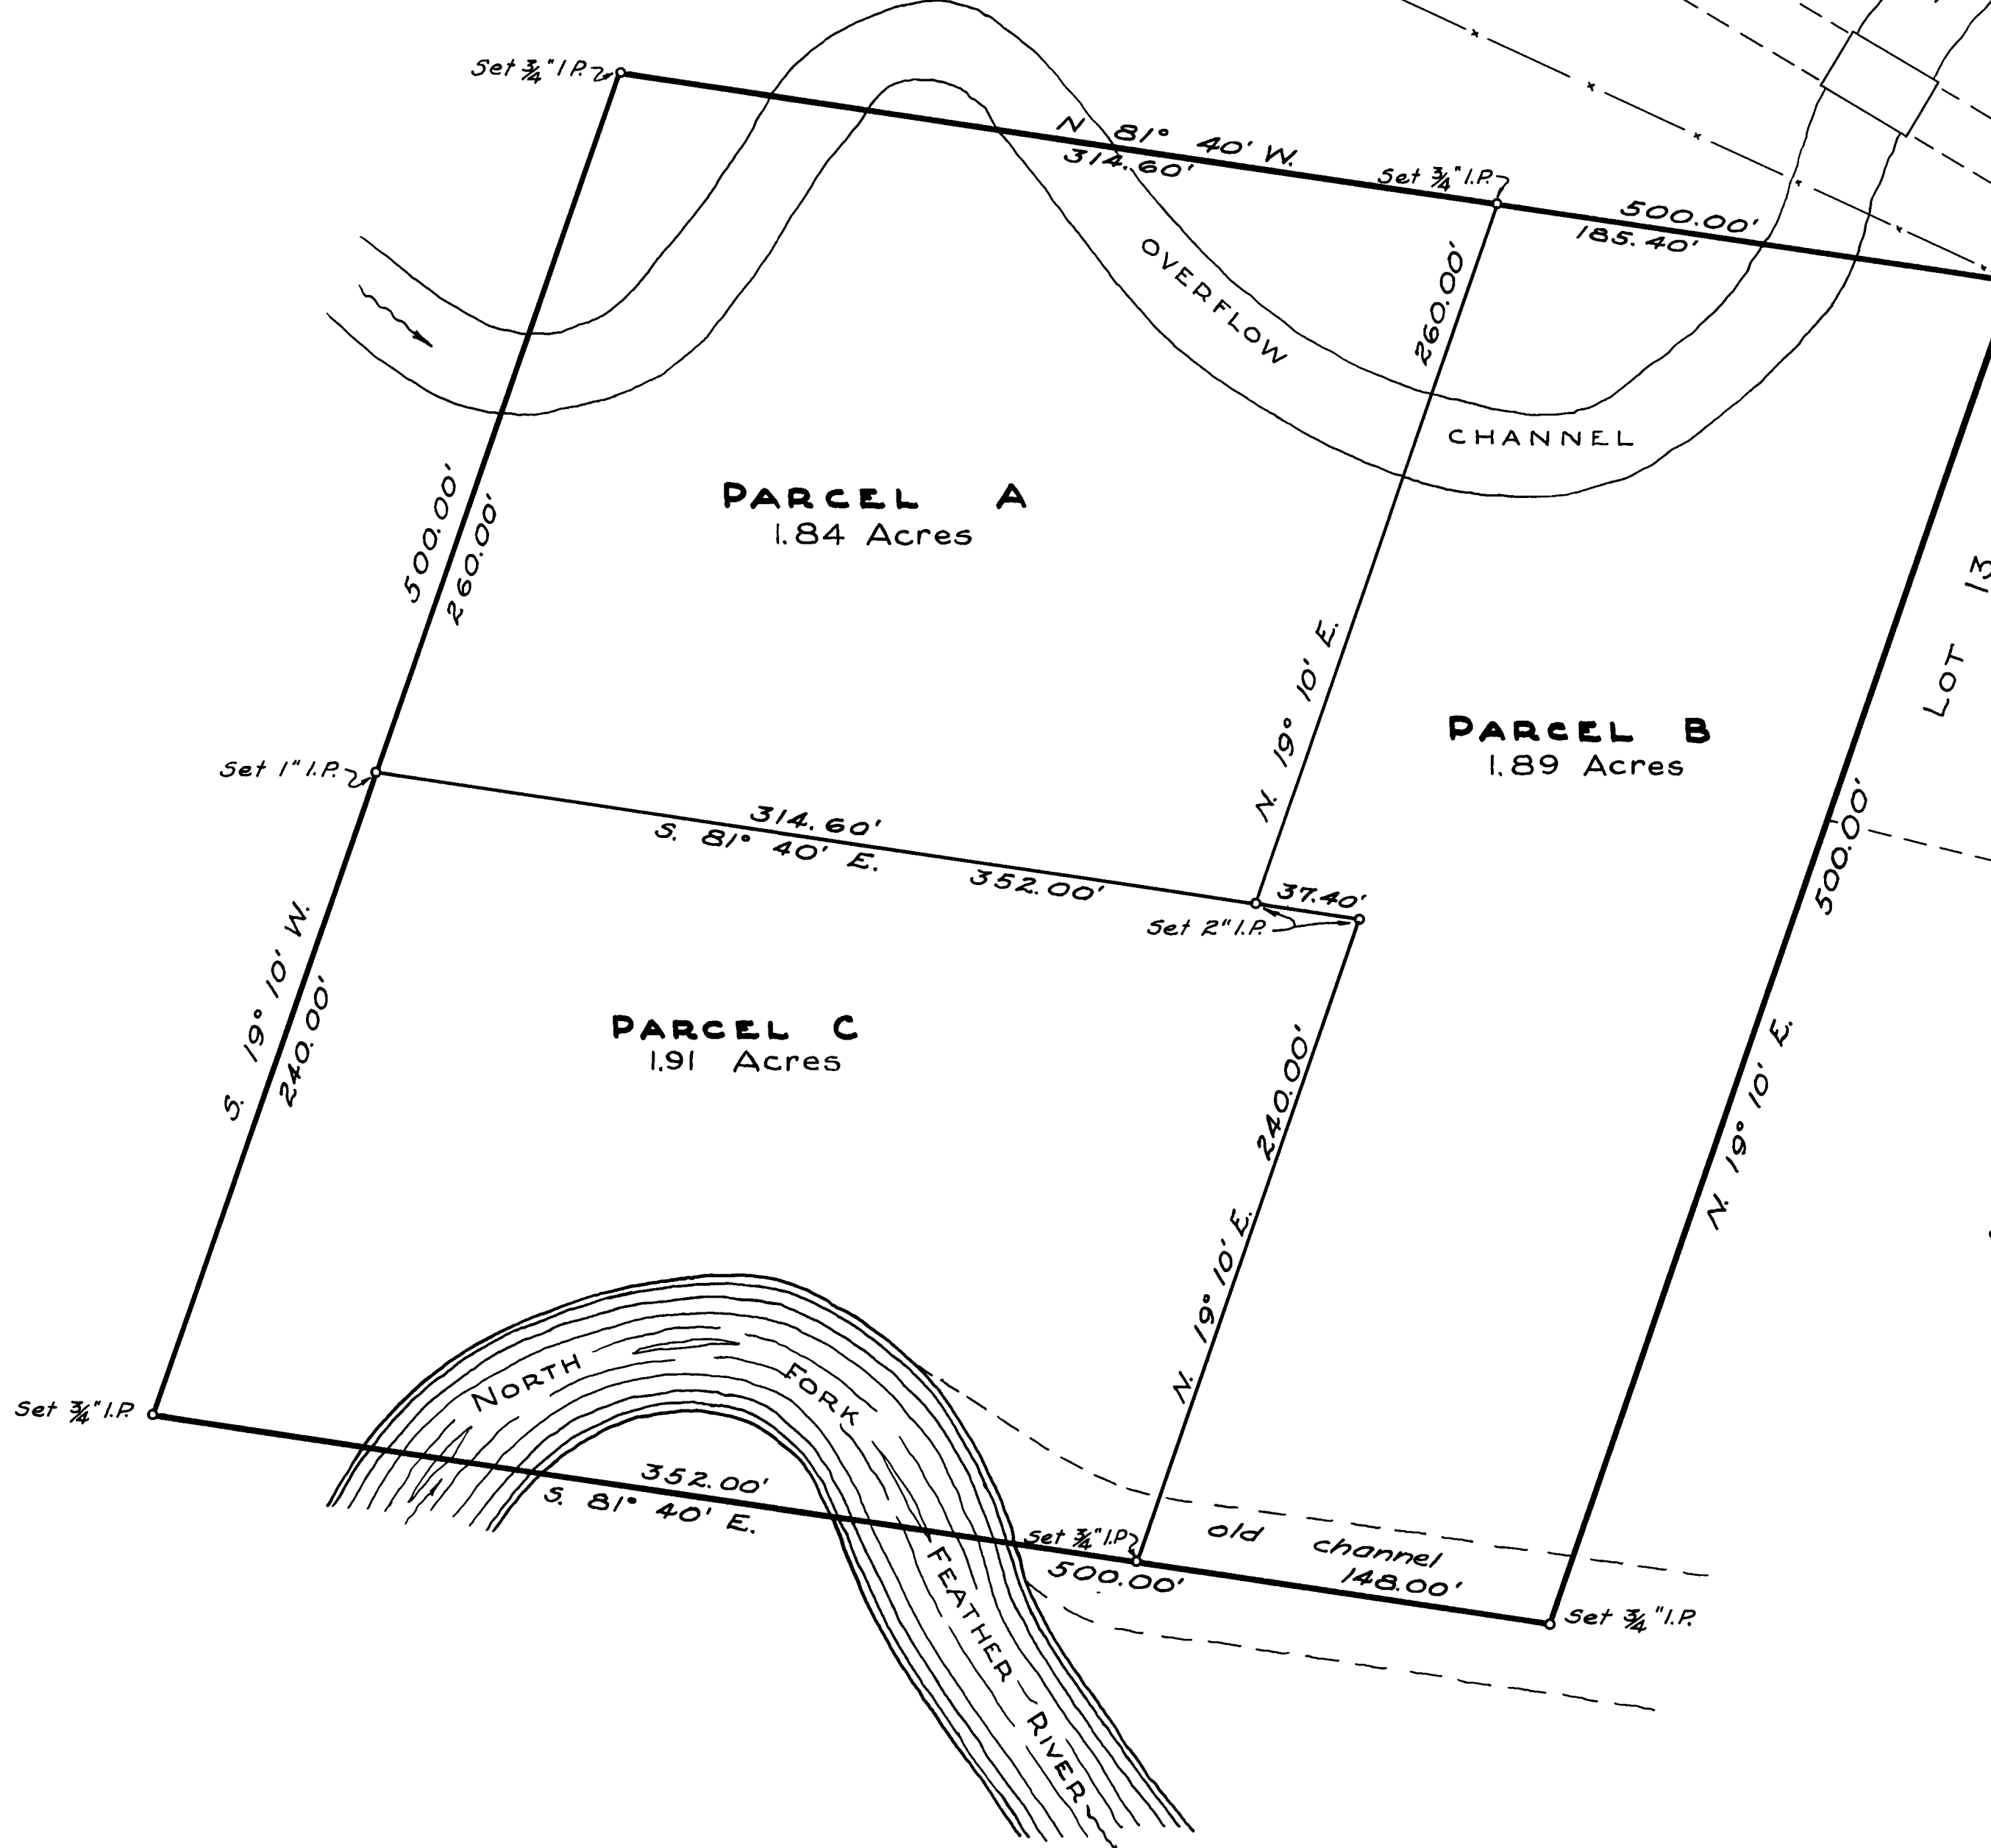 Set 3/4" I.P.
N 81° 40' W.
314.60'
Set 3/4" I.P.
500.00'
185.40'
OVERFLOW
CHANNEL
260.00'
500.00'
260.00'
PARCEL A
1.84 Acres
LOT 13
N. 19° 10' E.
PARCEL B
1.89 Acres
Set 1" I.P.
314.60'
S. 81° 40' E.
352.00'
37.40'
Set 2" I.P.
500.00'
S. 19° 10' W.
240.00'
PARCEL C
1.91 Acres
240.00'
N. 19° 10' E.
N. 19° 10' E.
NORTH FORK
FEATHER RIVER
Set 3/4" I.P.
352.00'
S. 81° 40' E.
Set 3/4" I.P.
500.00'
old channel
148.00'
Set 3/4" I.P.